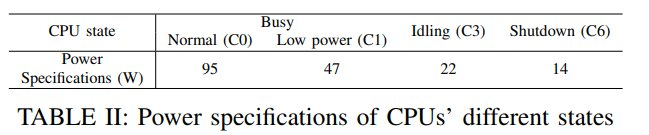 CPU state Busy Idling (C3) Shutdown (C6)
Normal (C0) Low power (C1)
Power
Specifications (W) 95 47 22 14
TABLE II: Power specifications of CPUs' different states